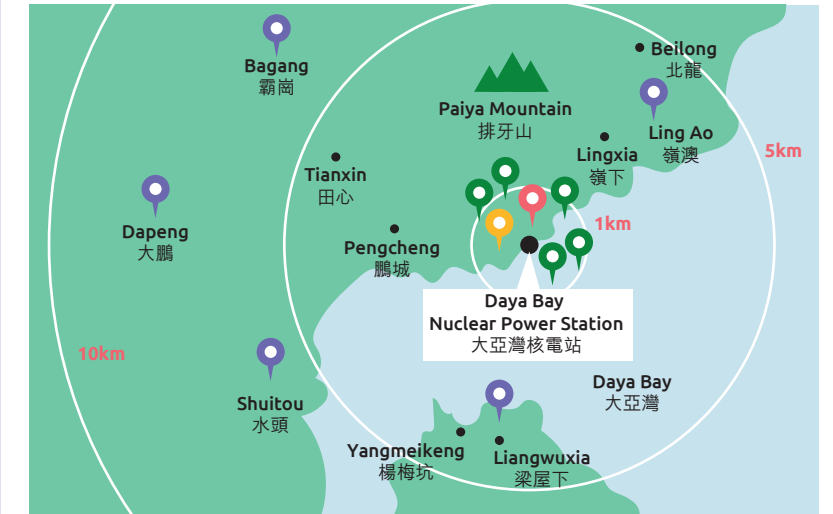 Beilong
北龍
Bagang
霸崗
Paiya Mountain
排牙山
Ling Ao
嶺澳
5km
Lingxia
嶺下
Tianxin
田心
1km
Dapeng
大鵬
Pengcheng
鵬城
Daya Bay
Nuclear Power Station
大亞灣核電站
10km
Daya Bay
大亞灣
Shuitou
水頭
Yangmeikeng
楊梅坑
Liangwuxia
梁屋下